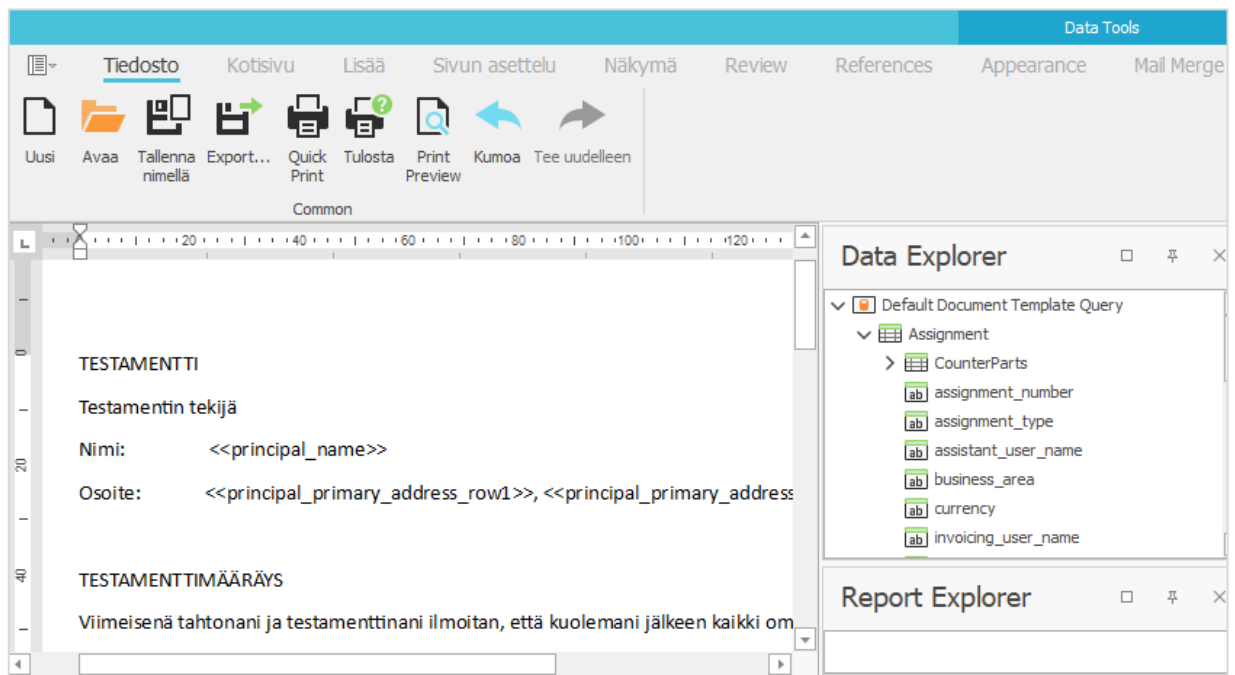 Data Tools
Tiedosto Kotisivu Lisää Sivun asettelu Näkymä Review References Appearance Mail Merge
Uusi Avaa Tallenna nimellä Export... Quick Print Tulosta Print Preview Kumoa Tee uudelleen
Common
20 40 60 80 100 120
Data Explorer
Default Document Template Query
Assignment
CounterParts
assignment_number
assignment_type
assistant_user_name
business_area
currency
invoicing_user_name
Report Explorer
0
20
40
TESTAMENTTI
Testamentin tekijä
Nimi: <<principal_name>>
Osoite: <<principal_primary_address_row1>>, <<principal_primary_address
TESTAMENTTIMÄÄRÄYS
Viimeisenä tahtonani ja testamenttinani ilmoitan, että kuolemani jälkeen kaikki om